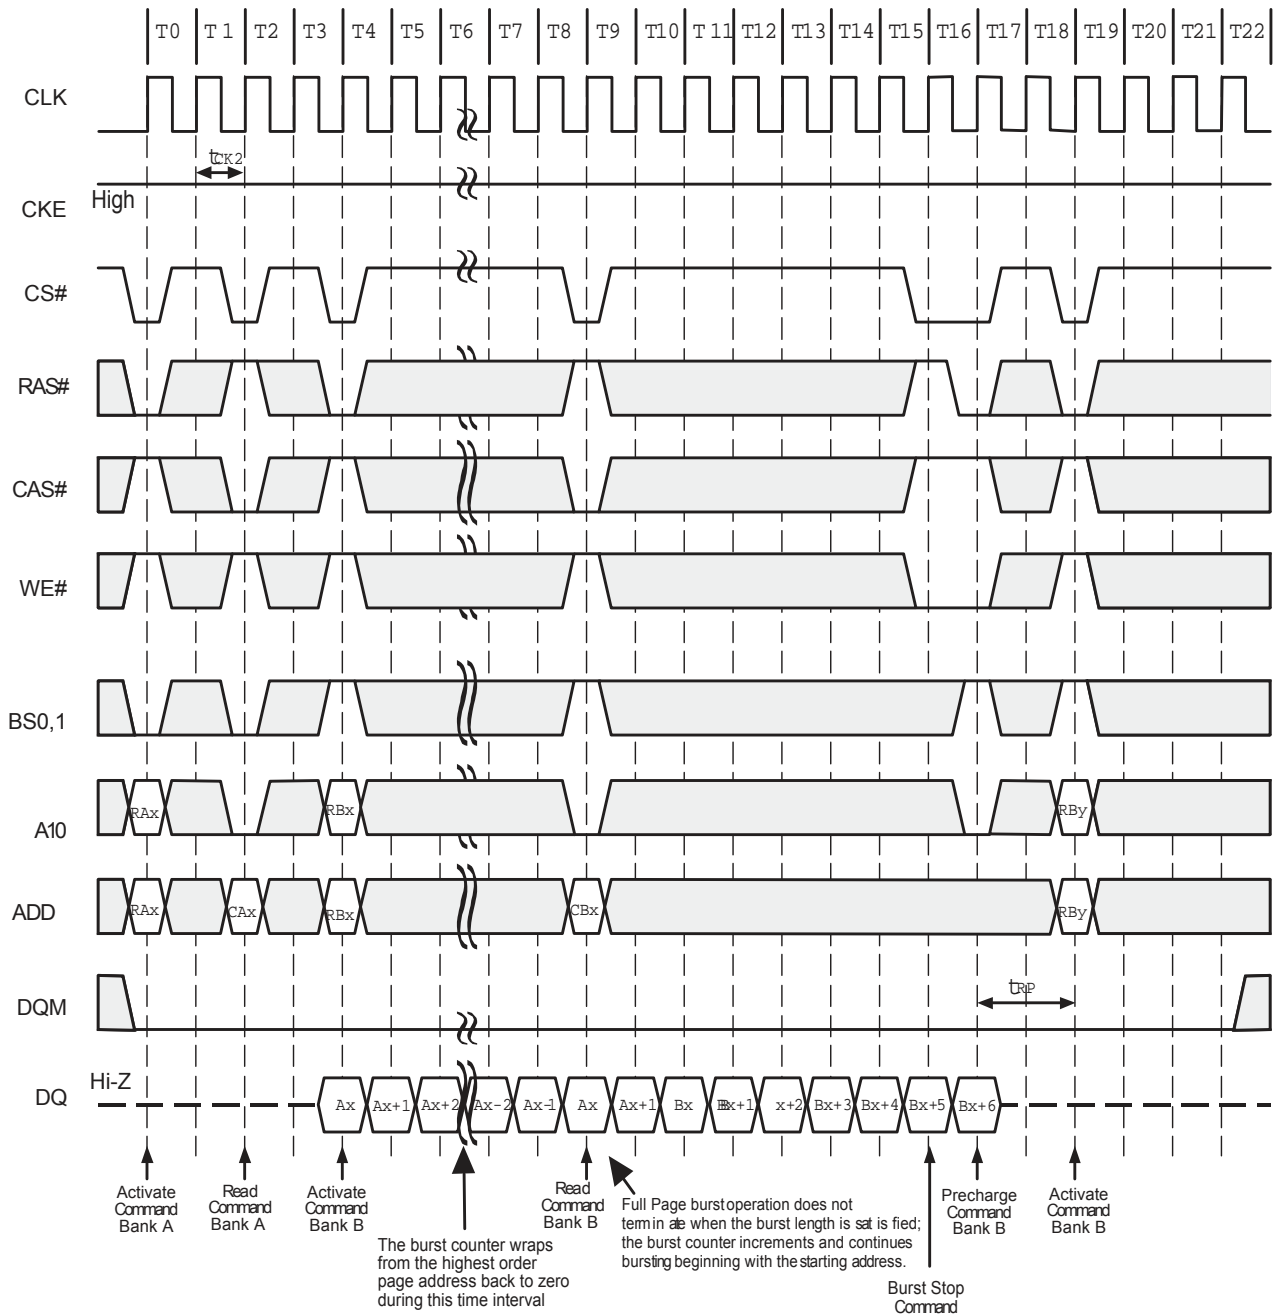 T0 T 1 T2 T3 T4 T5 T6 T7 T8 T9 T10 T 11 T12 T13 T14 T15 T16 T17 T18 T19 T20 T21 T22
CLK
tCK2
High
CKE
CS#
RAS#
CAS#
WE#
BS0,1
A10
RAx RBx RBy
ADD
RAx CAx RBx CBx RBy
DQM
tRP
Hi-Z
DQ
Ax Ax+1 Ax+2 Ax-2 Ax-1 Ax Ax+1 Bx Bx+1 x+2 Bx+3 Bx+4 Bx+5 Bx+6
Activate
Command
Bank A
Read
Command
Bank A
Activate
Command
Bank B
The burst counter wraps
from the highest order
page address back to zero
during this time interval
Read
Command
Bank B
Full Page burst operation does not
termin ate when the burst length is sat is fied;
the burst counter increments and continues
bursting beginning with the starting address.
Burst Stop
Command
Precharge
Command
Bank B
Activate
Command
Bank B